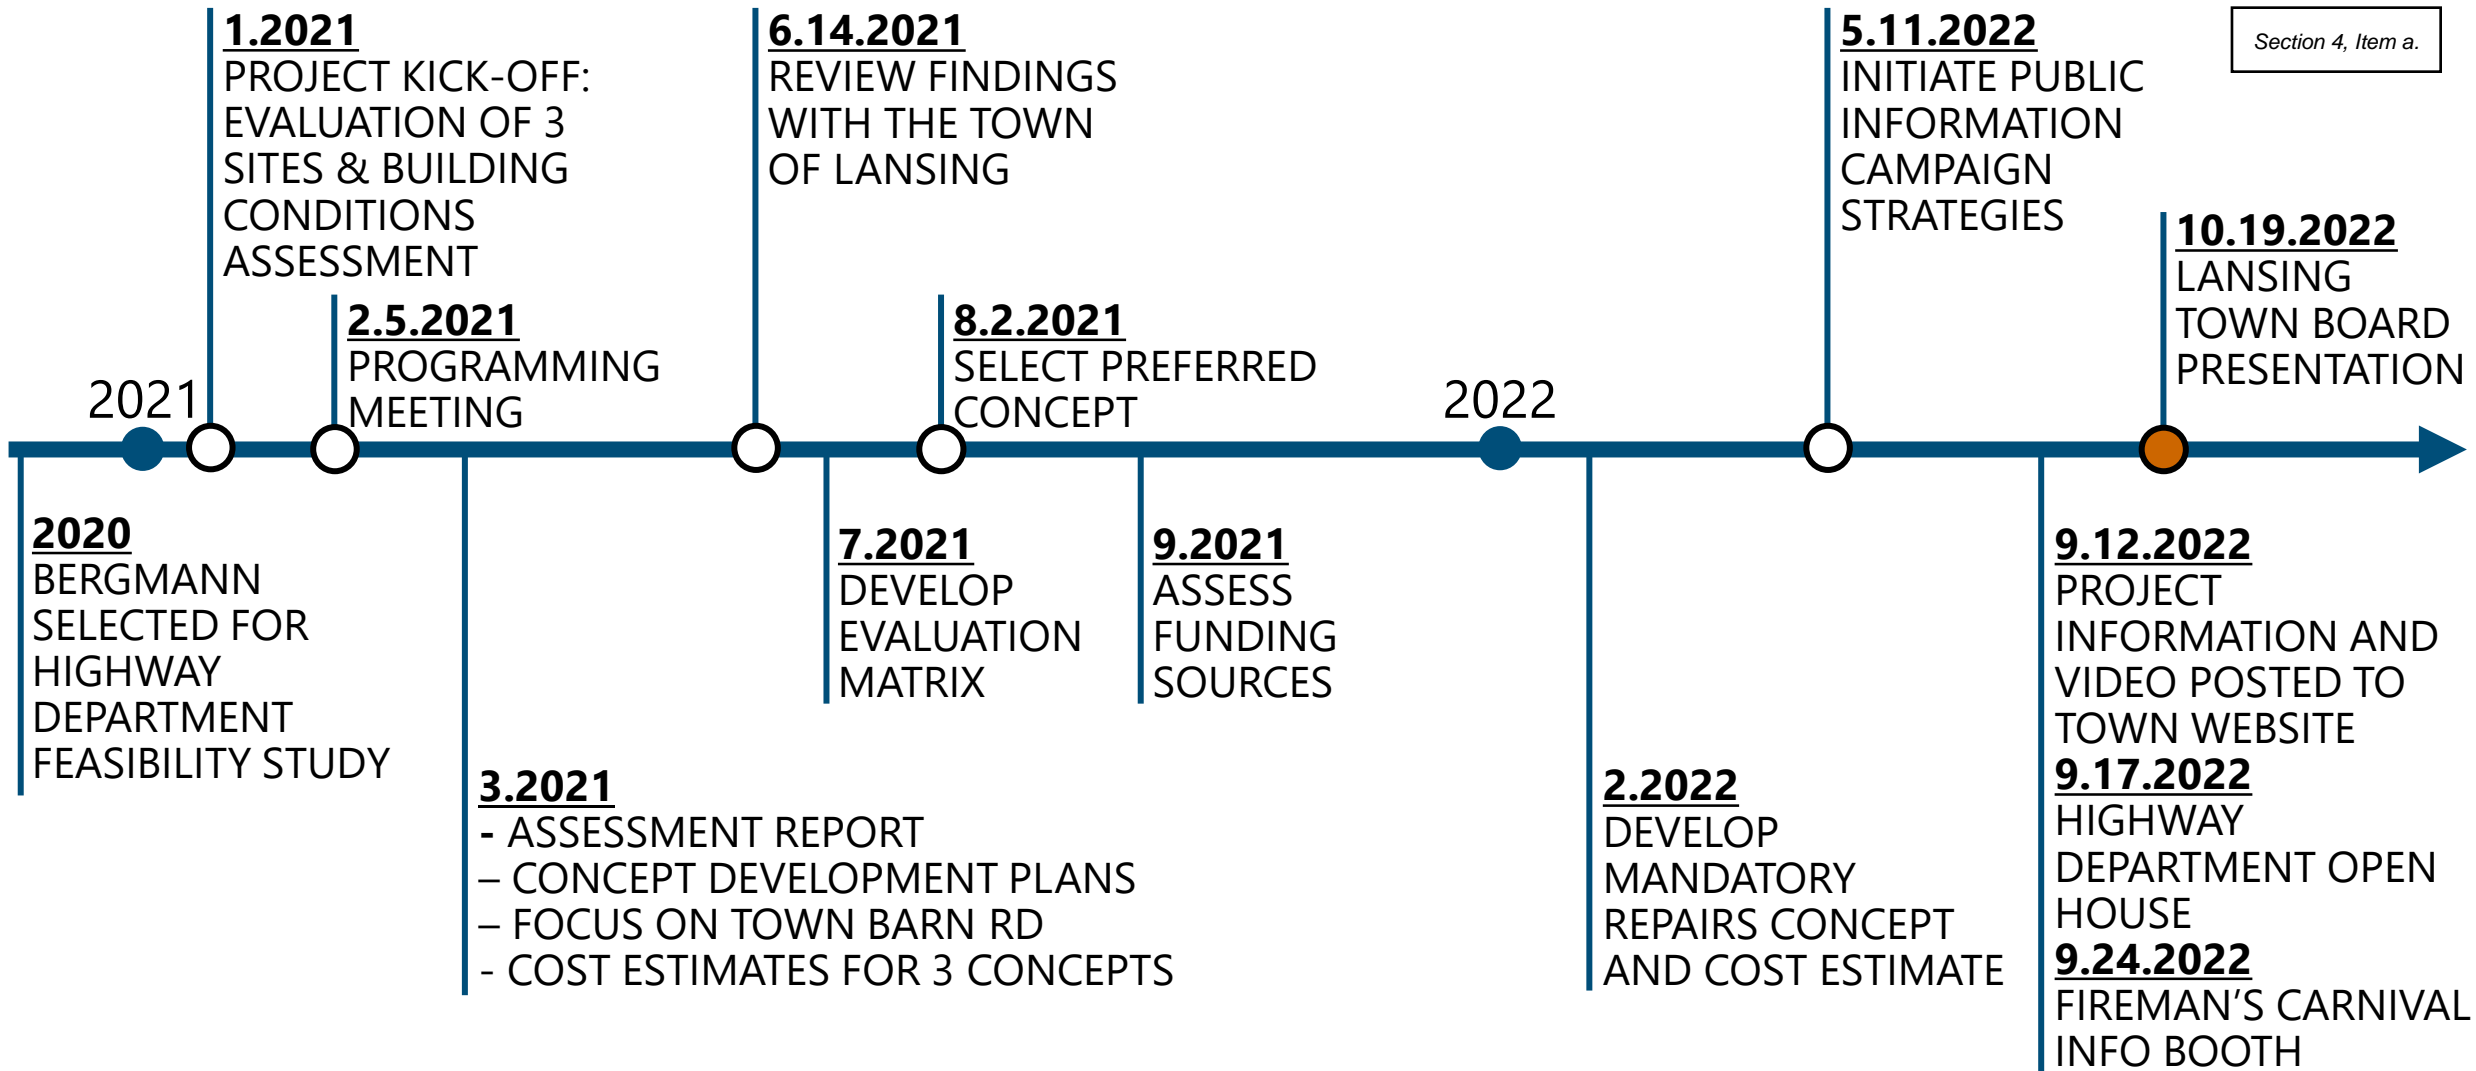 Section 4, Item a.
1.2021
PROJECT KICK-OFF:
EVALUATION OF 3
SITES & BUILDING
CONDITIONS
ASSESSMENT
2.5.2021
PROGRAMMING
MEETING
6.14.2021
REVIEW FINDINGS
WITH THE TOWN
OF LANSING
8.2.2021
SELECT PREFERRED
CONCEPT
5.11.2022
INITIATE PUBLIC
INFORMATION
CAMPAIGN
STRATEGIES
10.19.2022
LANSING
TOWN BOARD
PRESENTATION
2021
2022
2020
BERGMANN
SELECTED FOR
HIGHWAY
DEPARTMENT
FEASIBILITY STUDY
3.2021
- ASSESSMENT REPORT
– CONCEPT DEVELOPMENT PLANS
– FOCUS ON TOWN BARN RD
- COST ESTIMATES FOR 3 CONCEPTS
7.2021
DEVELOP
EVALUATION
MATRIX
9.2021
ASSESS
FUNDING
SOURCES
2.2022
DEVELOP
MANDATORY
REPAIRS CONCEPT
AND COST ESTIMATE
9.12.2022
PROJECT
INFORMATION AND
VIDEO POSTED TO
TOWN WEBSITE
9.17.2022
HIGHWAY
DEPARTMENT OPEN
HOUSE
9.24.2022
FIREMAN’S CARNIVAL
INFO BOOTH